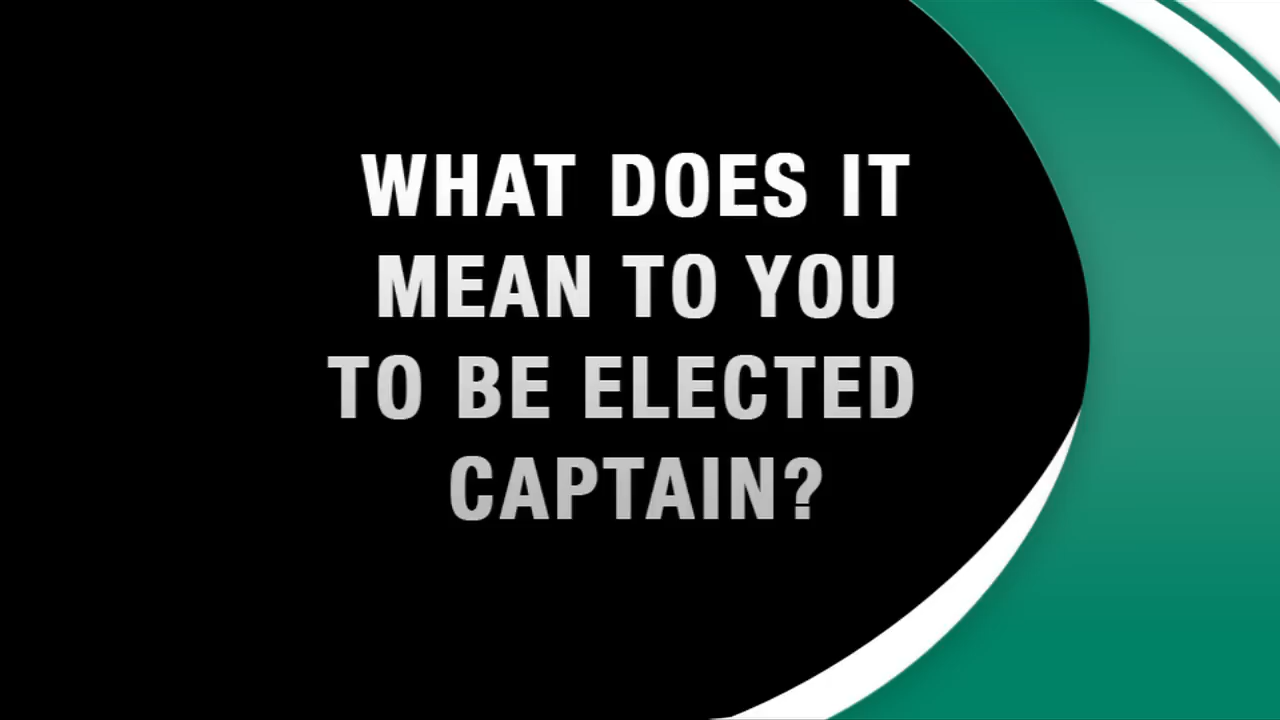 WHAT DOES IT
MEAN TO YOU
TO BE ELECTED
CAPTAIN?